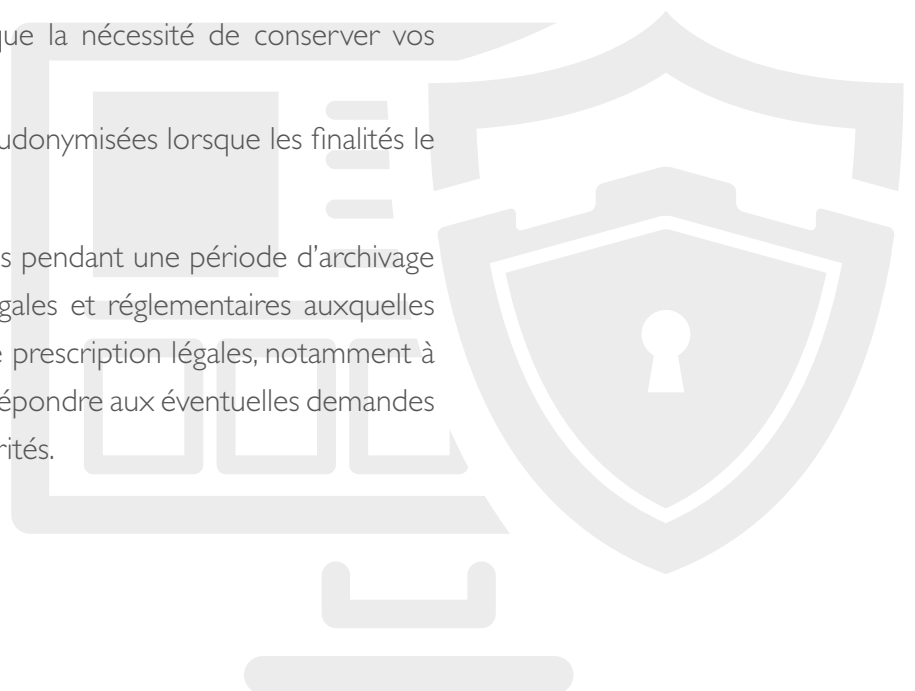 que la nécessité de conserver vos
udonymisées lorsque les finalités le
s pendant une période d’archivage
gales et réglementaires auxquelles
e prescription légales, notamment à
répondre aux éventuelles demandes
rités.